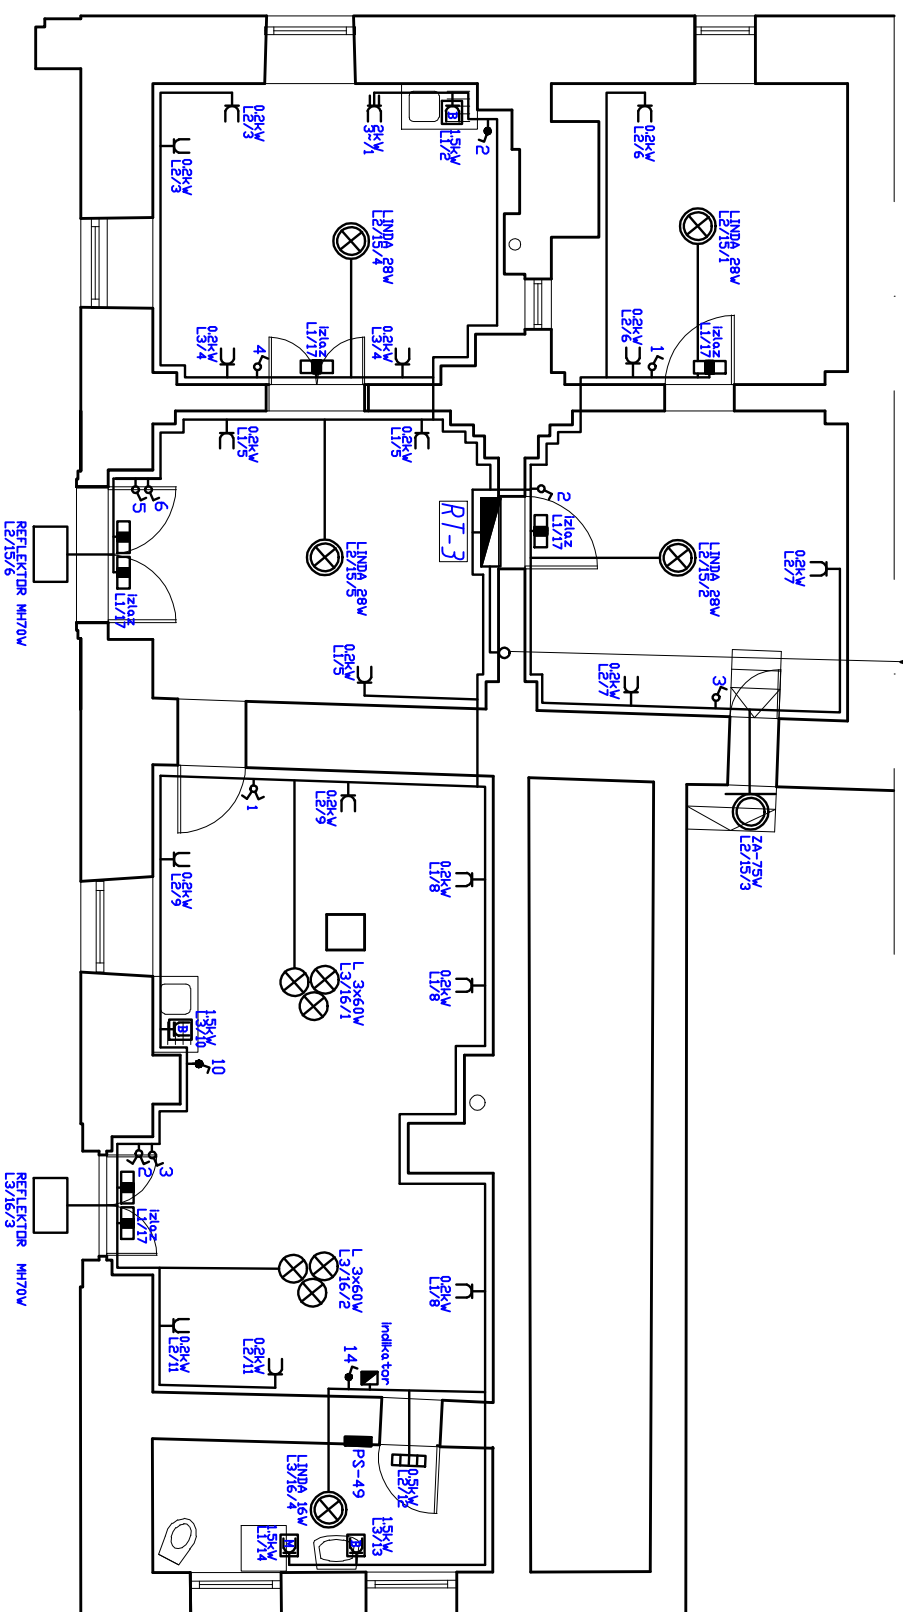 0.2kW
L2/3
2kW
3~/1
B
1.5kW
L1/2
2
0.2kW
L2/6
0.2kW
L2/3
LINDA 28W
L2/15/4
LINDA 28W
L2/15/1
0.2kW
L3/4
4
izlaz
L1/17
0.2kW
L3/4
0.2kW
L2/6
1
izlaz
L1/17
0.2kW
L1/5
0.2kW
L1/5
6
5
RT-3
2
izlaz
L1/17
LINDA 28W
L2/15/5
LINDA 28W
L2/15/2
0.2kW
L2/7
REFLEKTOR MH70W
L2/15/6
izlaz
L1/17
0.2kW
L1/5
0.2kW
L2/7
3
1
0.2kW
L2/9
ZA-75W
L2/15/3
0.2kW
L2/9
0.2kW
L1/8
L 3x60W
L3/16/1
0.2kW
L1/8
B
1.5kW
L3/10
10
3
2
REFLEKTOR MH70W
L3/16/3
izlaz
L1/17
L 3x60W
L3/16/2
0.2kW
L1/8
0.2kW
L2/11
0.2kW
L2/11
14
indikator
PS-49
LINDA 16W
L3/16/4
0.5kW
L2/12
M
1.5kW
L1/14
B
1.5kW
L3/13